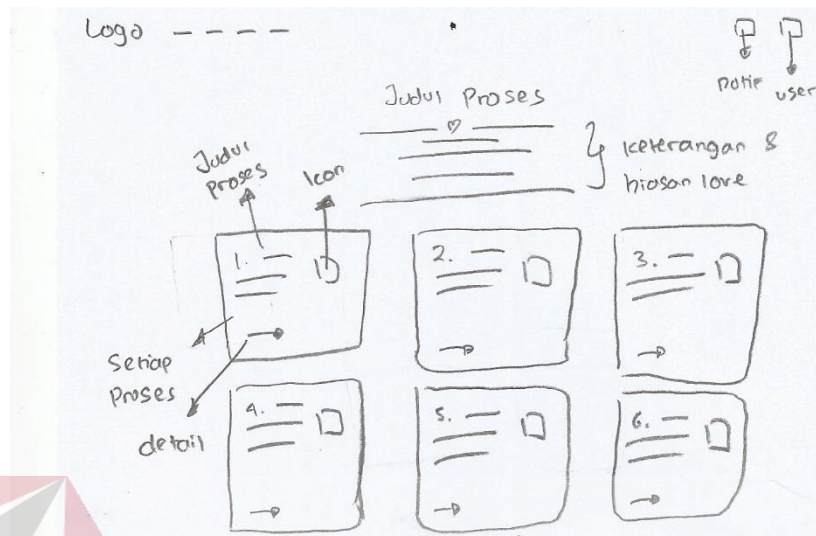 Logo ----
notif
user
Judul Proses
keterangan &
hiasan love
Judul
Proses
Icon
1.
2.
3.
Setiap
Proses
detail
4.
5.
6.